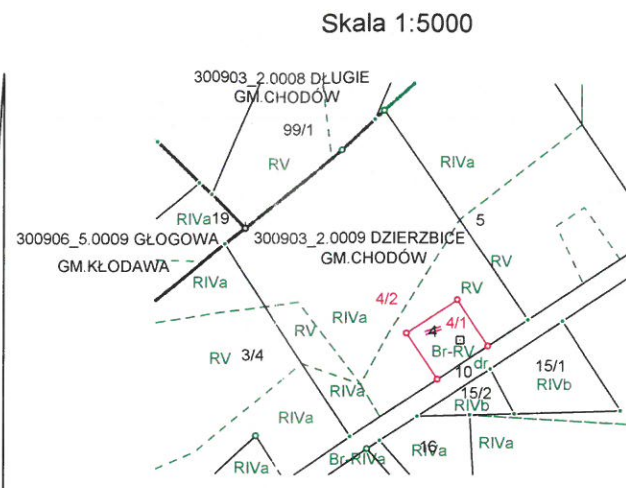 Skala 1:5000
300903_2.0008 DŁUGIE
GM.CHODÓW
99/1
RV
RIVa
RIVa 19
5
300906_5.0009 GŁOGOWA
300903_2.0009 DZIERZBICE
GM.KŁODAWA
GM.CHODÓW
RV
RIVa
4/2
RV
RIVa
4
4/1
RV
RV 3/4
Br-RV
dr
10
15/1
RIVb
RIVa
15/2
RIVb
RIVa
16
RIVa
RIVa
RIVa
Br-RIVa